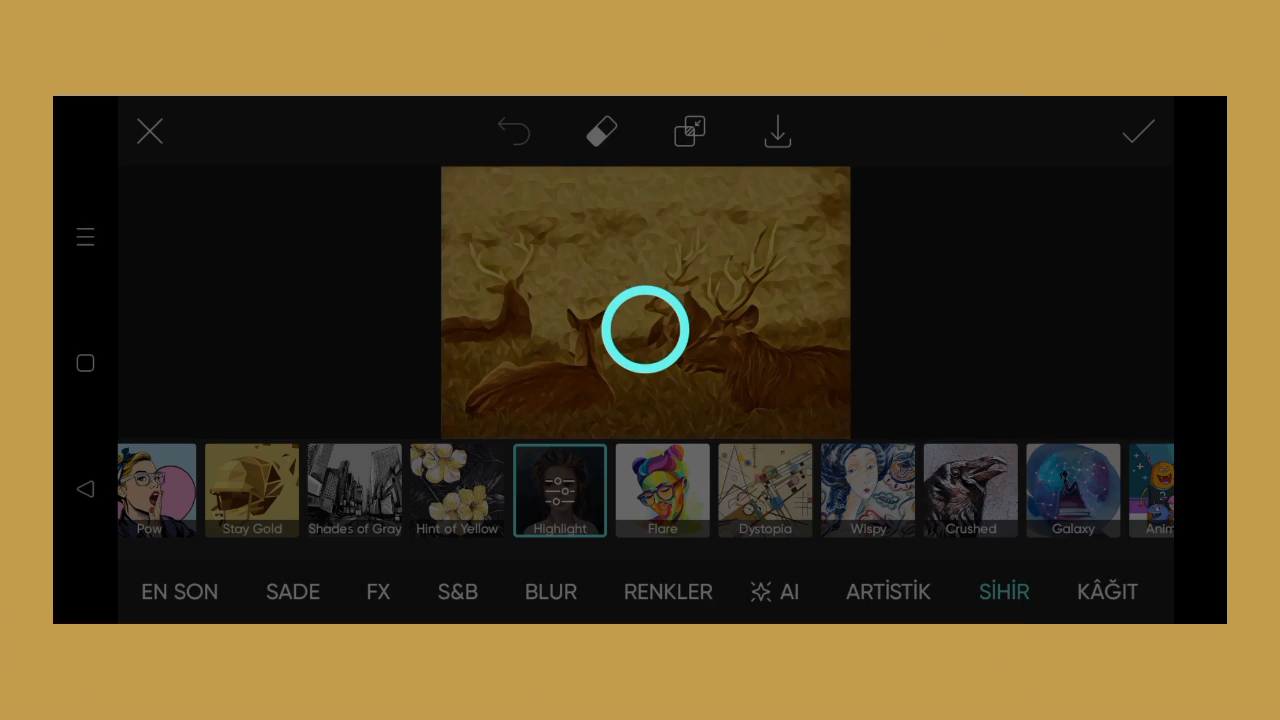 Pow
Stay Gold
Shades of Gray
Hint of Yellow
Highlight
Flare
Dystopia
Wispy
Crushed
Galaxy
Anim
EN SON
SADE
FX
S&B
BLUR
RENKLER
AI
ARTİSTİK
SİHİR
KÂĞIT